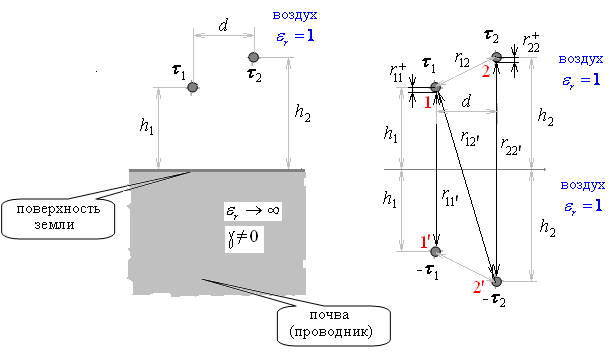 d
воздух
εᵣ = 1
τ₁
τ₂
h₁
h₂
поверхность
земли
εᵣ → ∞
γ ≠ 0
почва
(проводник)
τ₂
r₂₂⁺
2
r₁₂
воздух
εᵣ = 1
τ₁
r₁₁⁺
1
d
h₁
h₂
r₁₂'
r₂₂'
воздух
εᵣ = 1
h₁
r₁₁'
h₂
1'
-τ₁
2'
-τ₂